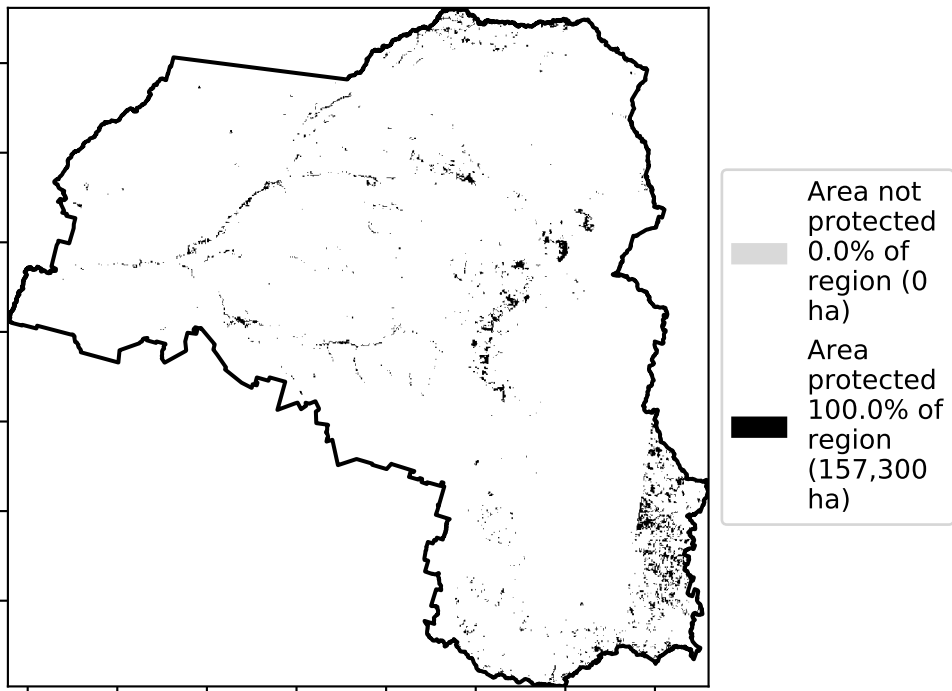 Area not
protected
0.0% of
region (0
ha)
Area
protected
100.0% of
region
(157,300
ha)